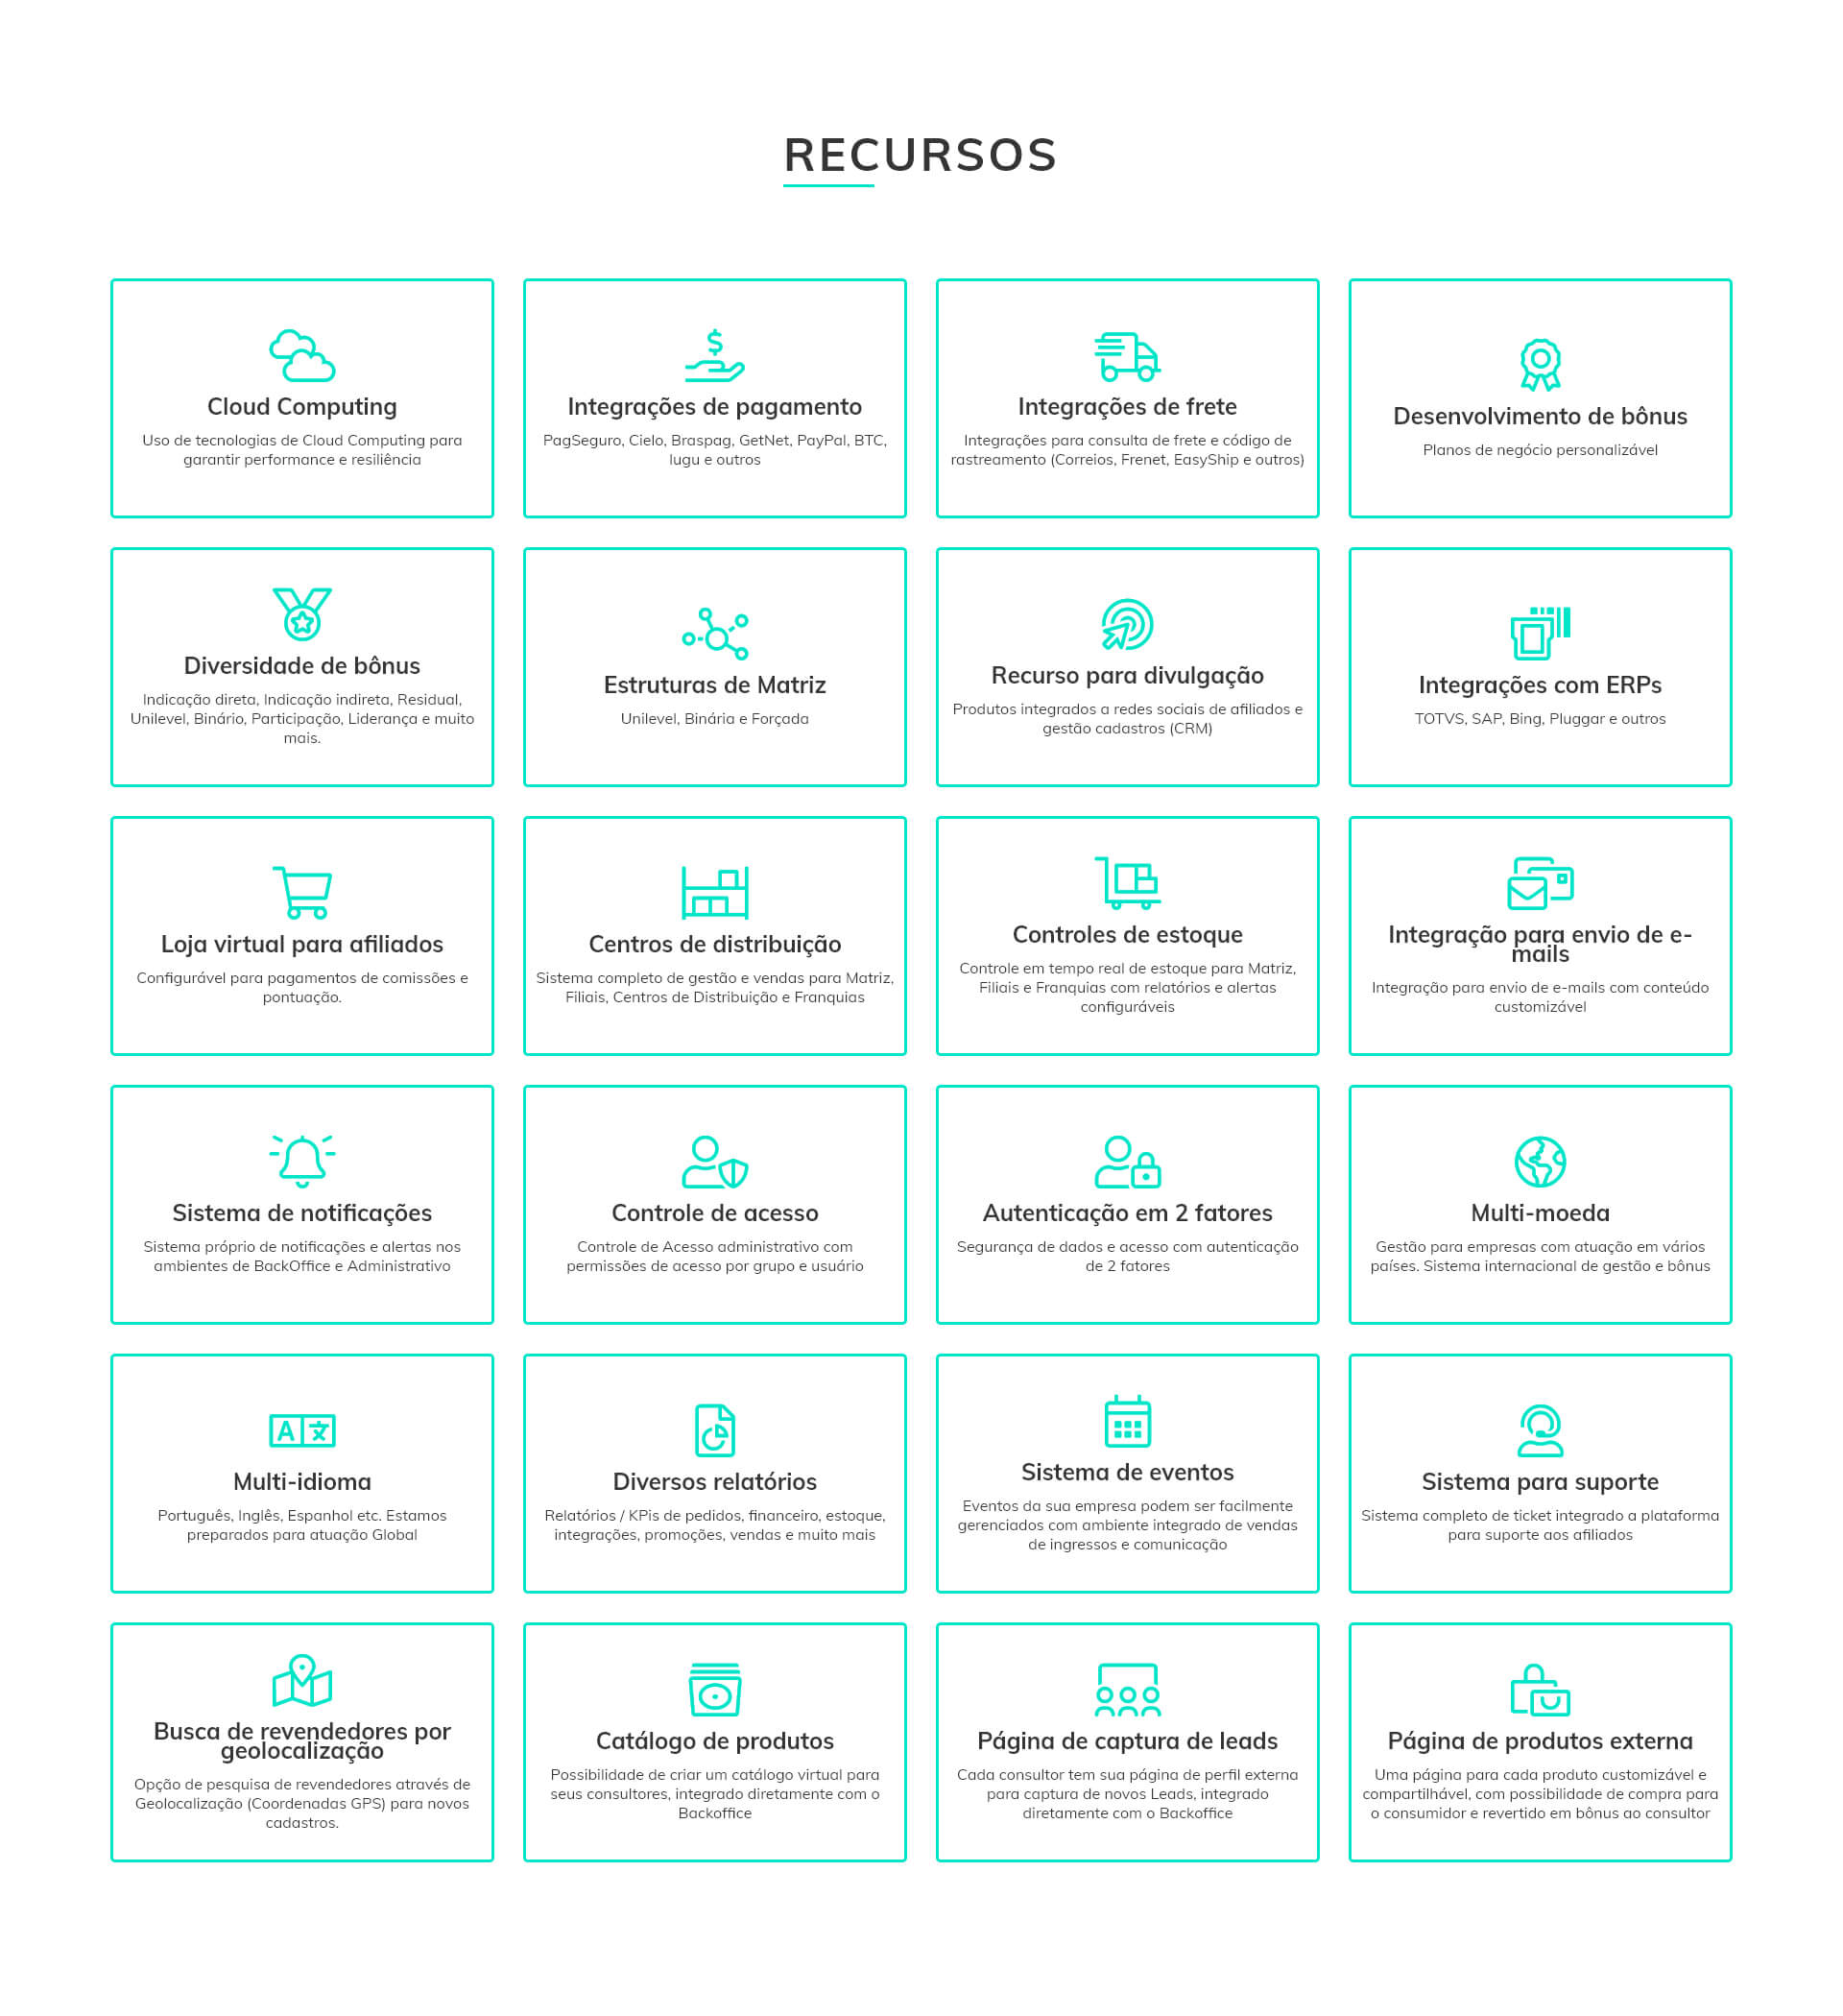 RECURSOS
Cloud Computing
Uso de tecnologias de Cloud Computing para
garantir performance e resiliência
Integrações de pagamento
PagSeguro, Cielo, Braspag, GetNet, PayPal, BTC,
Iugu e outros
Integrações de frete
Integrações para consulta de frete e código de
rastreamento (Correios, Frenet, EasyShip e outros)
Desenvolvimento de bônus
Planos de negócio personalizável
Diversidade de bônus
Indicação direta, Indicação indireta, Residual,
Unilevel, Binário, Participação, Liderança e muito
mais.
Estruturas de Matriz
Unilevel, Binária e Forçada
Recurso para divulgação
Produtos integrados a redes sociais de afiliados e
gestão cadastros (CRM)
Integrações com ERPs
TOTVS, SAP, Bing, Pluggar e outros
Loja virtual para afiliados
Configurável para pagamentos de comissões e
pontuação.
Centros de distribuição
Sistema completo de gestão e vendas para Matriz,
Filiais, Centros de Distribuição e Franquias
Controles de estoque
Controle em tempo real de estoque para Matriz,
Filiais e Franquias com relatórios e alertas
configuráveis
Integração para envio de e-
mails
Integração para envio de e-mails com conteúdo
customizável
Sistema de notificações
Sistema próprio de notificações e alertas nos
ambientes de BackOffice e Administrativo
Controle de acesso
Controle de Acesso administrativo com
permissões de acesso por grupo e usuário
Autenticação em 2 fatores
Segurança de dados e acesso com autenticação
de 2 fatores
Multi-moeda
Gestão para empresas com atuação em vários
países. Sistema internacional de gestão e bônus
A 文
Multi-idioma
Português, Inglês, Espanhol etc. Estamos
preparados para atuação Global
Diversos relatórios
Relatórios / KPis de pedidos, financeiro, estoque,
integrações, promoções, vendas e muito mais
Sistema de eventos
Eventos da sua empresa podem ser facilmente
gerenciados com ambiente integrado de vendas
de ingressos e comunicação
Sistema para suporte
Sistema completo de ticket integrado a plataforma
para suporte aos afiliados
Busca de revendedores por
geolocalização
Opção de pesquisa de revendedores através de
Geolocalização (Coordenadas GPS) para novos
cadastros.
Catálogo de produtos
Possibilidade de criar um catálogo virtual para
seus consultores, integrado diretamente com o
Backoffice
Página de captura de leads
Cada consultor tem sua página de perfil externa
para captura de novos Leads, integrado
diretamente com o Backoffice
Página de produtos externa
Uma página para cada produto customizável e
compartilhável, com possibilidade de compra para
o consumidor e revertido em bônus ao consultor